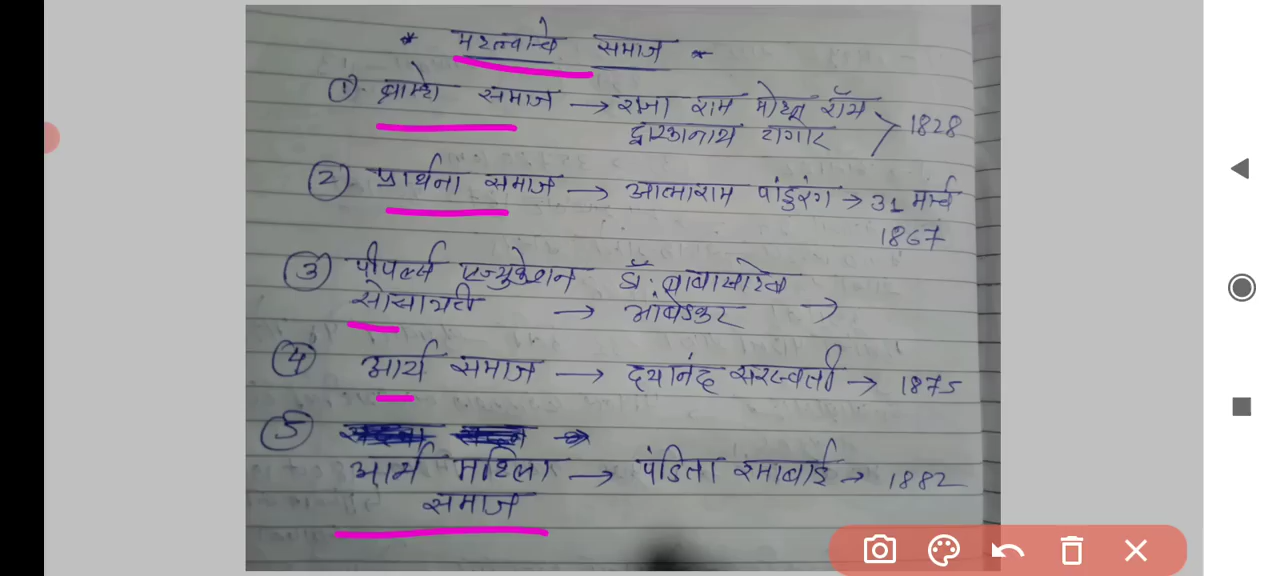 * महत्वाचे समाज *
① ब्राम्हो समाज → राजा राम मोहन रॉय
द्वारकानाथ टागोर > 1828
② प्रार्थना समाज → आत्माराम पांडुरंग → 31 मार्च
1867
③ पीपल्स एज्युकेशन डॉ. बाबासाहेब
सोसायटी → आंबेडकर →
④ आर्य समाज → दयानंद सरस्वती → 1875
⑤
आर्य महिला → पंडिता रमाबाई → 1882
समाज